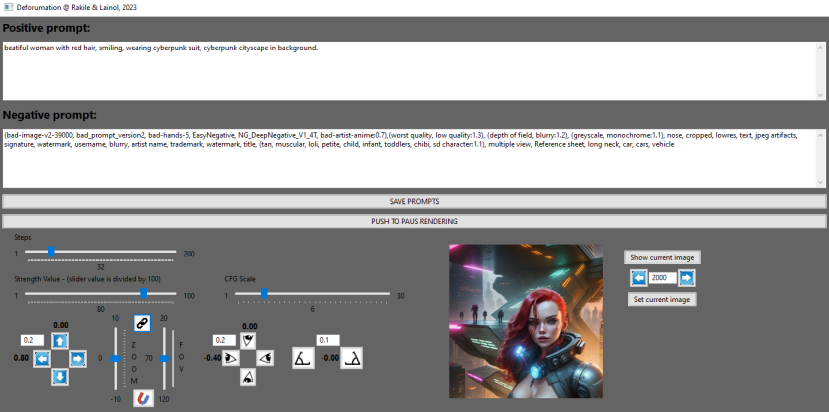 Deforumation @ Rakile & Lainol, 2023
Positive prompt:
beatiful woman with red hair, smiling, wearing cyberpunk suit, cyberpunk cityscape in background.
Negative prompt:
(bad-image-v2-39000, bad_prompt_version2, bad-hands-5, EasyNegative, NG_DeepNegative_V1_4T, bad-artist-anime:0.7),(worst quality, low quality:1.3), (depth of field, blurry:1.2), (greyscale, monochrome:1.1), nose, cropped, lowres, text, jpeg artifacts,
signature, watermark, username, blurry, artist name, trademark, watermark, title, (tan, muscular, loli, petite, child, infant, toddlers, chibi, sd character:1.1), multiple view, Reference sheet, long neck, car, cars, vehicle
SAVE PROMPTS
PUSH TO PAUS RENDERING
Steps
1 200
32
Strength Value - (slider value is divided by 100)
1 100
80
CFG Scale
1 30
6
0.00
0.2
0.80
0.00
10
0
-10
ZOOM
20
70
120
FOV
0.2
-0.40
0.1
-0.00
Show current image
2000
Set current image